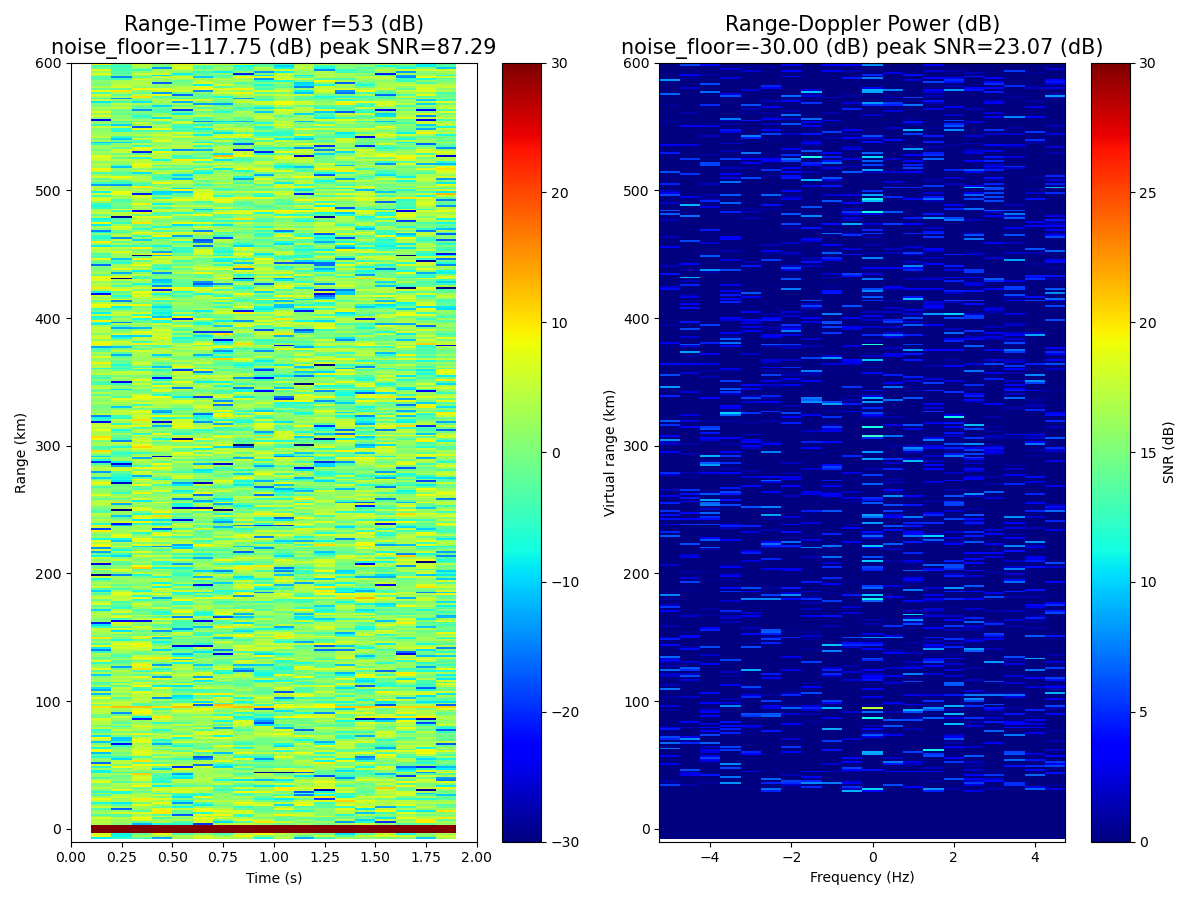 Range-Time Power f=53 (dB)
noise_floor=-117.75 (dB) peak SNR=87.29
600
500
400
300
200
100
0
Range (km)
0.00 0.25 0.50 0.75 1.00 1.25 1.50 1.75 2.00
Time (s)
30
20
10
0
−10
−20
−30
Range-Doppler Power (dB)
noise_floor=-30.00 (dB) peak SNR=23.07 (dB)
600
500
400
300
200
100
0
Virtual range (km)
−4 −2 0 2 4
Frequency (Hz)
30
25
20
15
10
5
0
SNR (dB)